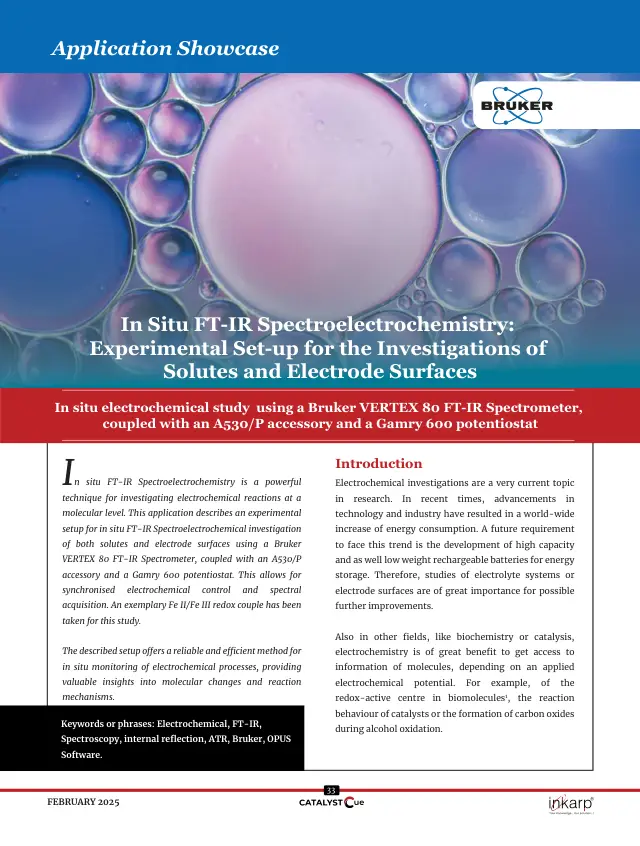 Application Showcase
BRUKER
In Situ FT-IR Spectroelectrochemistry:
Experimental Set-up for the Investigations of
Solutes and Electrode Surfaces
In situ electrochemical study using a Bruker VERTEX 80 FT-IR Spectrometer,
coupled with an A530/P accessory and a Gamry 600 potentiostat
In situ FT-IR Spectroelectrochemistry is a powerful
technique for investigating electrochemical reactions at a
molecular level. This application describes an experimental
setup for in situ FT-IR Spectroelectrochemical investigation
of both solutes and electrode surfaces using a Bruker
VERTEX 80 FT-IR Spectrometer, coupled with an A530/P
accessory and a Gamry 600 potentiostat. This allows for
synchronised electrochemical control and spectral
acquisition. An exemplary Fe II/Fe III redox couple has been
taken for this study.
The described setup offers a reliable and efficient method for
in situ monitoring of electrochemical processes, providing
valuable insights into molecular changes and reaction
mechanisms.
Keywords or phrases: Electrochemical, FT-IR,
Spectroscopy, internal reflection, ATR, Bruker, OPUS
Software.
Introduction
Electrochemical investigations are a very current topic
in research. In recent times, advancements in
technology and industry have resulted in a world-wide
increase of energy consumption. A future requirement
to face this trend is the development of high capacity
and as well low weight rechargeable batteries for energy
storage. Therefore, studies of electrolyte systems or
electrode surfaces are of great importance for possible
further improvements.
Also in other fields, like biochemistry or catalysis,
electrochemistry is of great benefit to get access to
information of molecules, depending on an applied
electrochemical potential. For example, of the
redox-active centre in biomolecules¹, the reaction
behaviour of catalysts or the formation of carbon oxides
during alcohol oxidation.
FEBRUARY 2025
33
CATALYST Cue
inkarp®